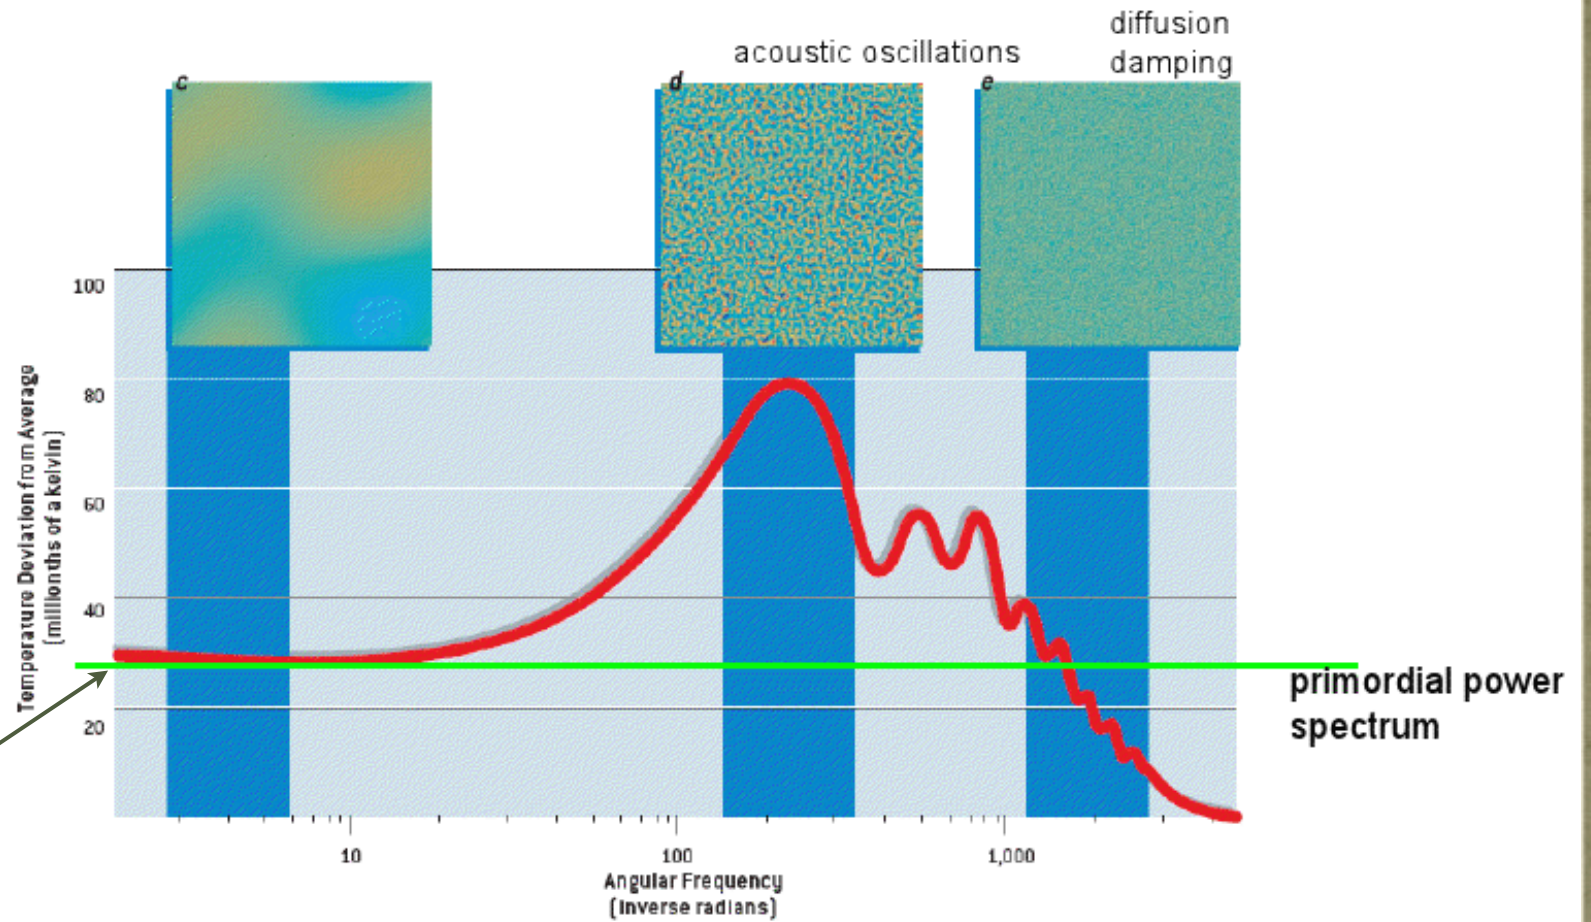 diffusion
damping
acoustic oscillations
c
d
e
100
80
60
40
20
Temperature Deviation from Average
(millionths of a kelvin)
primordial power
spectrum
10
100
1,000
Angular Frequency
(inverse radians)